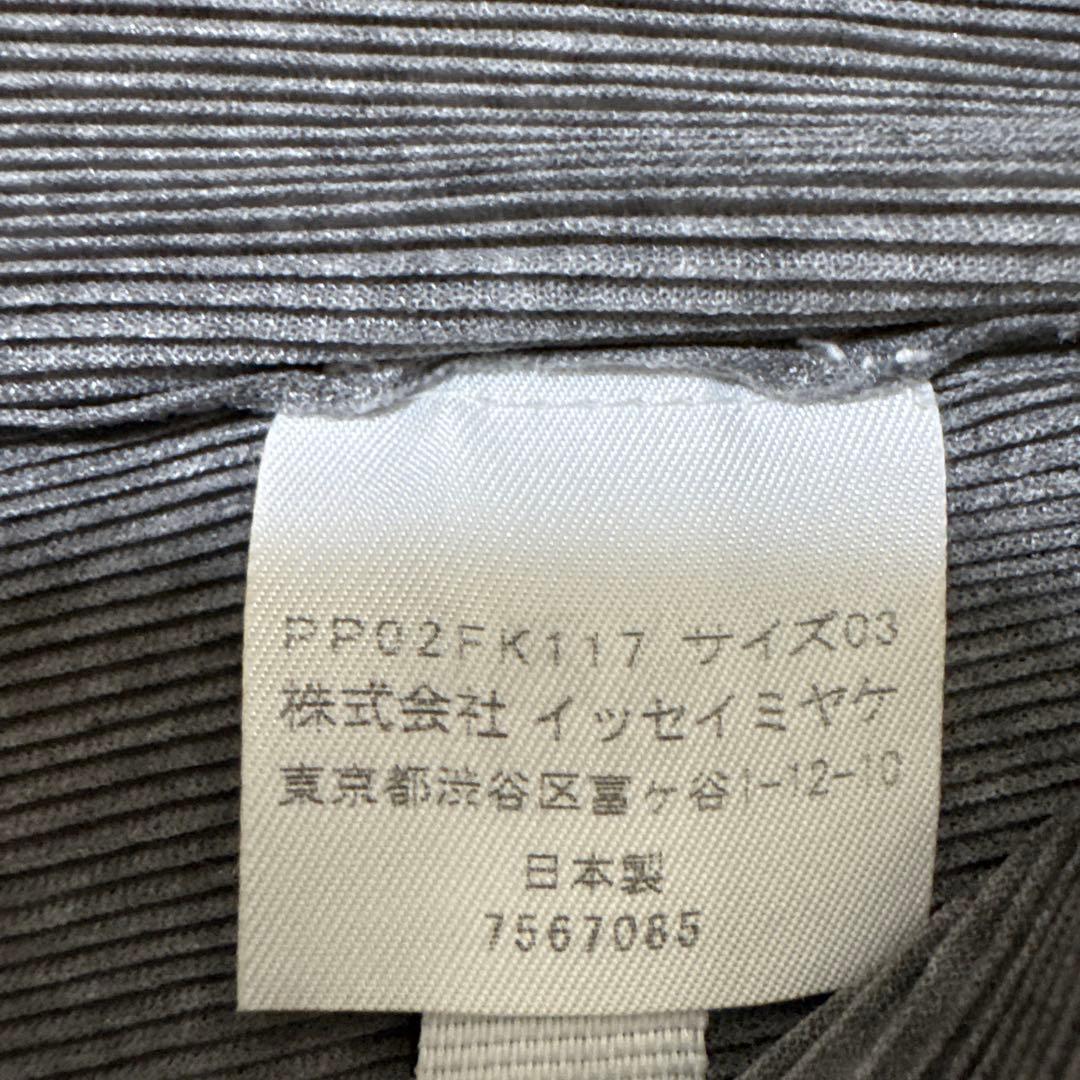 PP02FK117 サイズ03
株式会社 イッセイミヤケ
東京都渋谷区富ヶ谷1-12-10
日本製
7567085